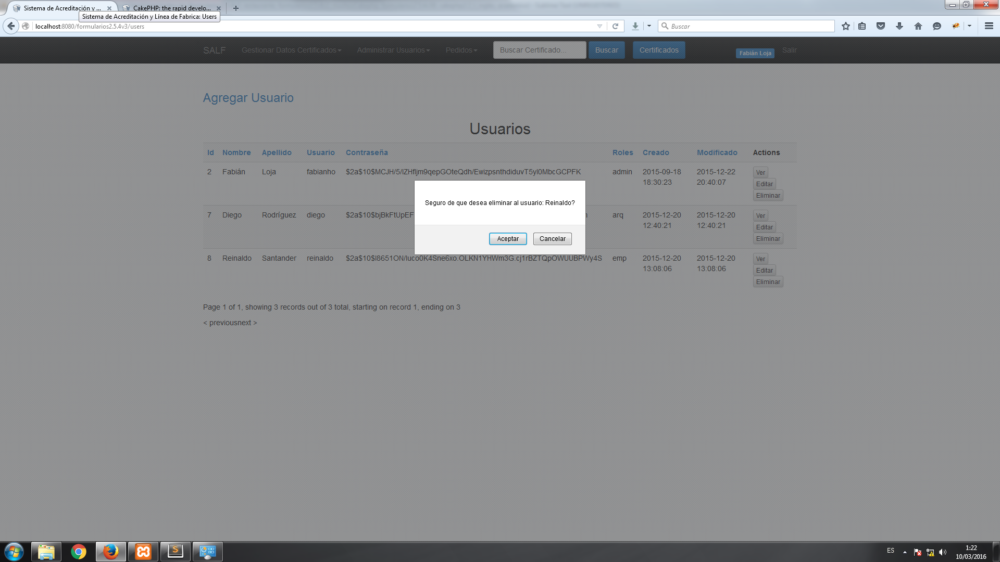 Sistema de Acreditación y ...
CakePHP: the rapid develo...
Sistema de Acreditación y Línea de Fabrica: Users
localhost:8080/formularios2.5.4v3/users
Buscar
SALF
Gestionar Datos Certificados
Administrar Usuarios
Pedidos
Buscar Certificado...
Buscar
Certificados
Fabián Loja
Salir
Agregar Usuario
Usuarios
Id Nombre Apellido Usuario Contraseña Roles Creado Modificado Actions
2 Fabián Loja fabianho $2a$10$MCJH/5/IZHfljm9qepGOteQdh/EwizpsnthdiduvT5yl0MbcGCPFK admin 2015-09-18 2015-12-22 Ver
18:30:23 20:40:07
Editar
Eliminar
Seguro de que desea eliminar al usuario: Reinaldo?
Aceptar
Cancelar
7 Diego Rodríguez diego $2a$10$bjBkFtUpEF arq 2015-12-20 2015-12-20 Ver
12:40:21 12:40:21
Editar
Eliminar
8 Reinaldo Santander reinaldo $2a$10$I8651ON/luco0K4Sne6xo.OLKN1YHWm3G.cj1rBZTQpOWUUBPWy4S emp 2015-12-20 2015-12-20 Ver
13:08:06 13:08:06
Editar
Eliminar
Page 1 of 1, showing 3 records out of 3 total, starting on record 1, ending on 3
< previousnext >
ES
1:22
10/03/2016